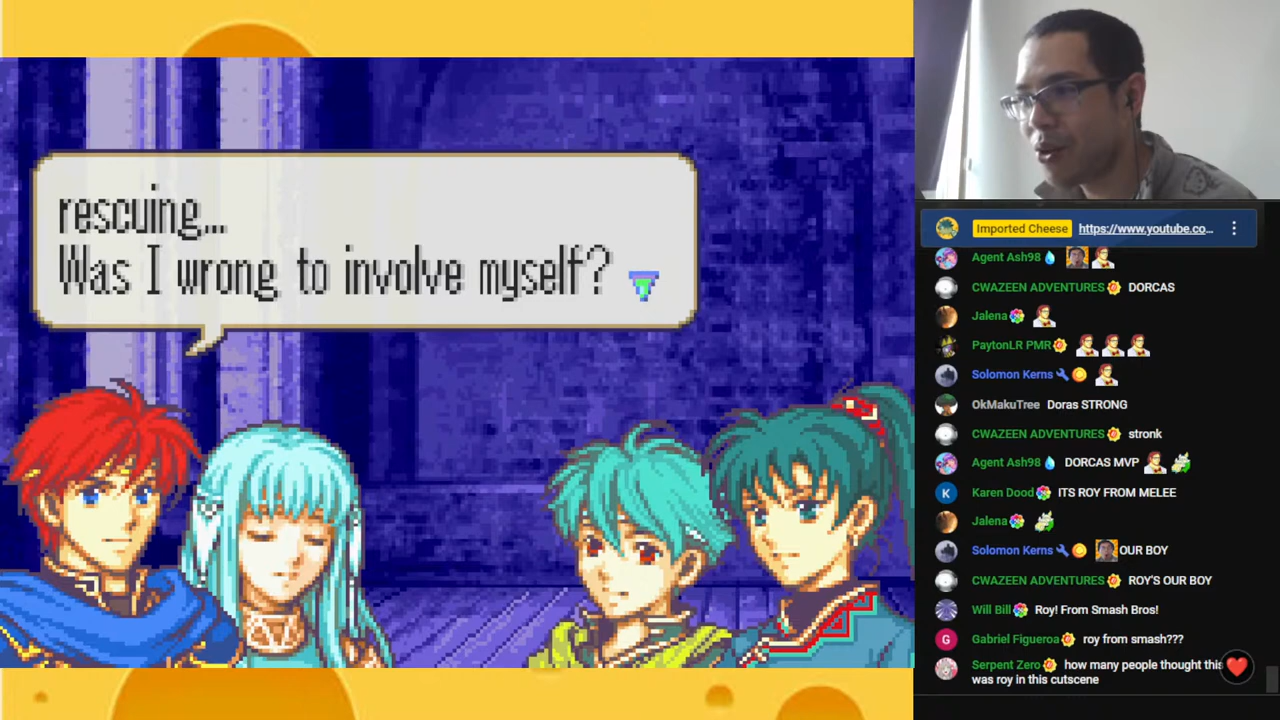 rescuing...
Was I wrong to involve myself?
Imported Cheese https://www.youtube.co...
Agent Ash98
CWAZEEN ADVENTURES DORCAS
Jalena
PaytonLR PMR
Solomon Kerns
OkMakuTree Doras STRONG
CWAZEEN ADVENTURES stronk
Agent Ash98 DORCAS MVP
K Karen Dood ITS ROY FROM MELEE
Jalena
Solomon Kerns OUR BOY
CWAZEEN ADVENTURES ROY'S OUR BOY
Will Bill Roy! From Smash Bros!
G Gabriel Figueroa roy from smash???
Serpent Zero how many people thought this
was roy in this cutscene